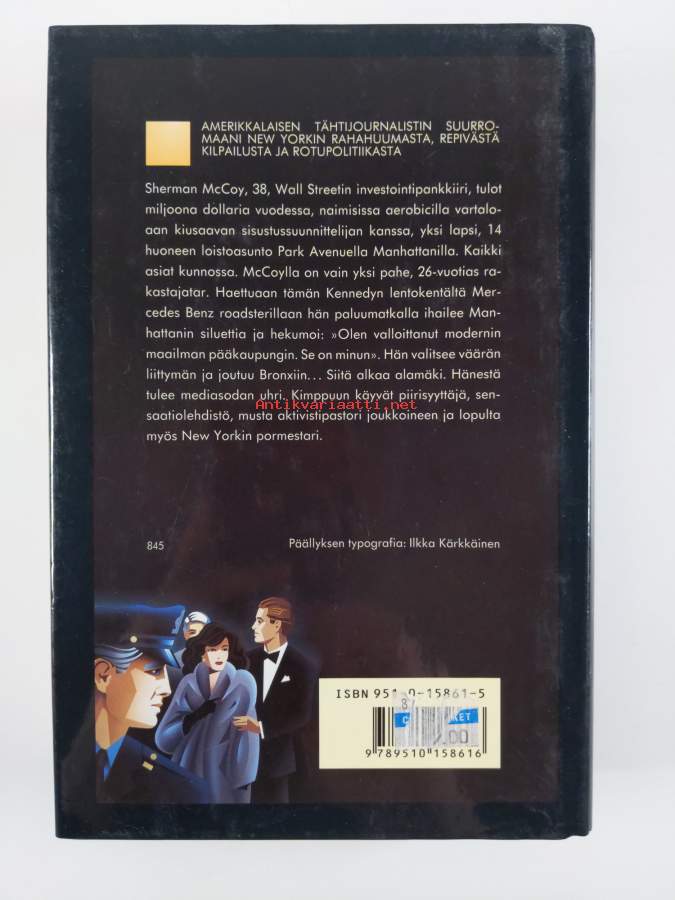 AMERIKKALAISEN TÄHTIJOURNALISTIN SUURRO-
MAANI NEW YORKIN RAHAHUUMASTA, REPIVÄSTÄ
KILPAILUSTA JA ROTUPOLITIIKASTA
Sherman McCoy, 38, Wall Streetin investointipankkiiri, tulot
miljoona dollaria vuodessa, naimisissa aerobicilla vartalo-
aan kiusaavan sisustussuunnittelijan kanssa, yksi lapsi, 14
huoneen loistoasunto Park Avenuella Manhattanilla. Kaikki
asiat kunnossa. McCoylla on vain yksi pahe, 26-vuotias ra-
kastajatar. Haettuaan tämän Kennedyn lentokentältä Mer-
cedes Benz roadsterillaan hän paluumatkalla ihailee Man-
hattanin siluettia ja hekumoi: »Olen valloittanut modernin
maailman pääkaupungin. Se on minun». Hän valitsee väärän
liittymän ja joutuu Bronxiin... Siitä alkaa alamäki. Hänestä
tulee mediasodan uhri. Kimppuun käyvät piirisyyttäjä, sen-
Antikvariaatti.net
saatiolehdistö, musta aktivistipastori joukkoineen ja lopulta
myös New Yorkin pormestari.
845 Päällyksen typografia: Ilkka Kärkkäinen
ISBN 951-0-15861-5
9 789510 158616